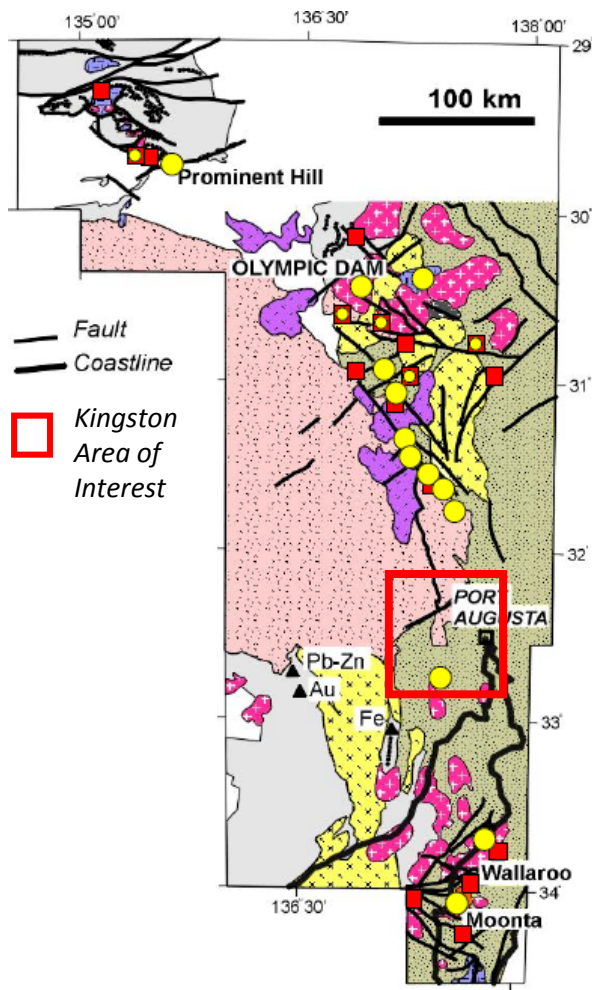 135°00'
136°30'
138°00'
29°
100 km
Prominent Hill
30°
OLYMPIC DAM
Fault
Coastline
31°
Kingston
Area of
Interest
32°
PORT
AUGUSTA
Pb-Zn
Au
Fe
33°
Wallaroo
34°
136°30'
Moonta